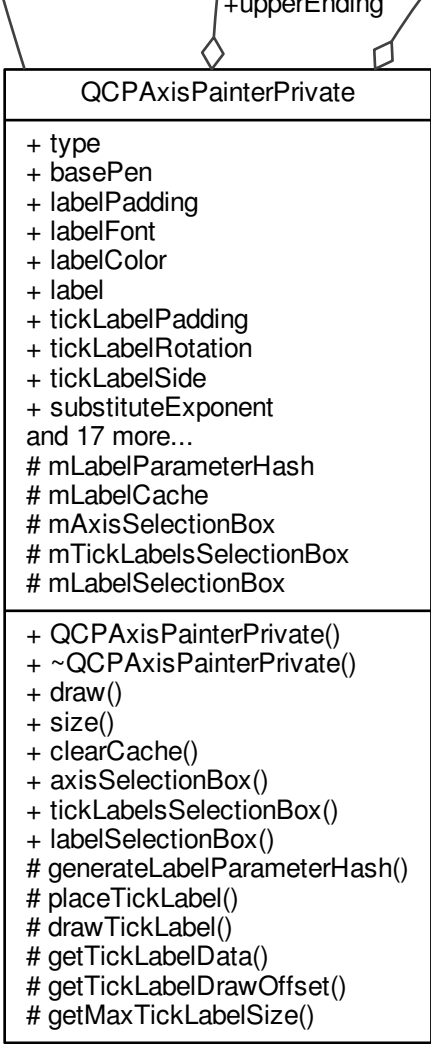 +upperEnding
QCPAxisPainterPrivate
+ type
+ basePen
+ labelPadding
+ labelFont
+ labelColor
+ label
+ tickLabelPadding
+ tickLabelRotation
+ tickLabelSide
+ substituteExponent
and 17 more...
# mLabelParameterHash
# mLabelCache
# mAxisSelectionBox
# mTickLabelsSelectionBox
# mLabelSelectionBox
+ QCPAxisPainterPrivate()
+ ~QCPAxisPainterPrivate()
+ draw()
+ size()
+ clearCache()
+ axisSelectionBox()
+ tickLabelsSelectionBox()
+ labelSelectionBox()
# generateLabelParameterHash()
# placeTickLabel()
# drawTickLabel()
# getTickLabelData()
# getTickLabelDrawOffset()
# getMaxTickLabelSize()